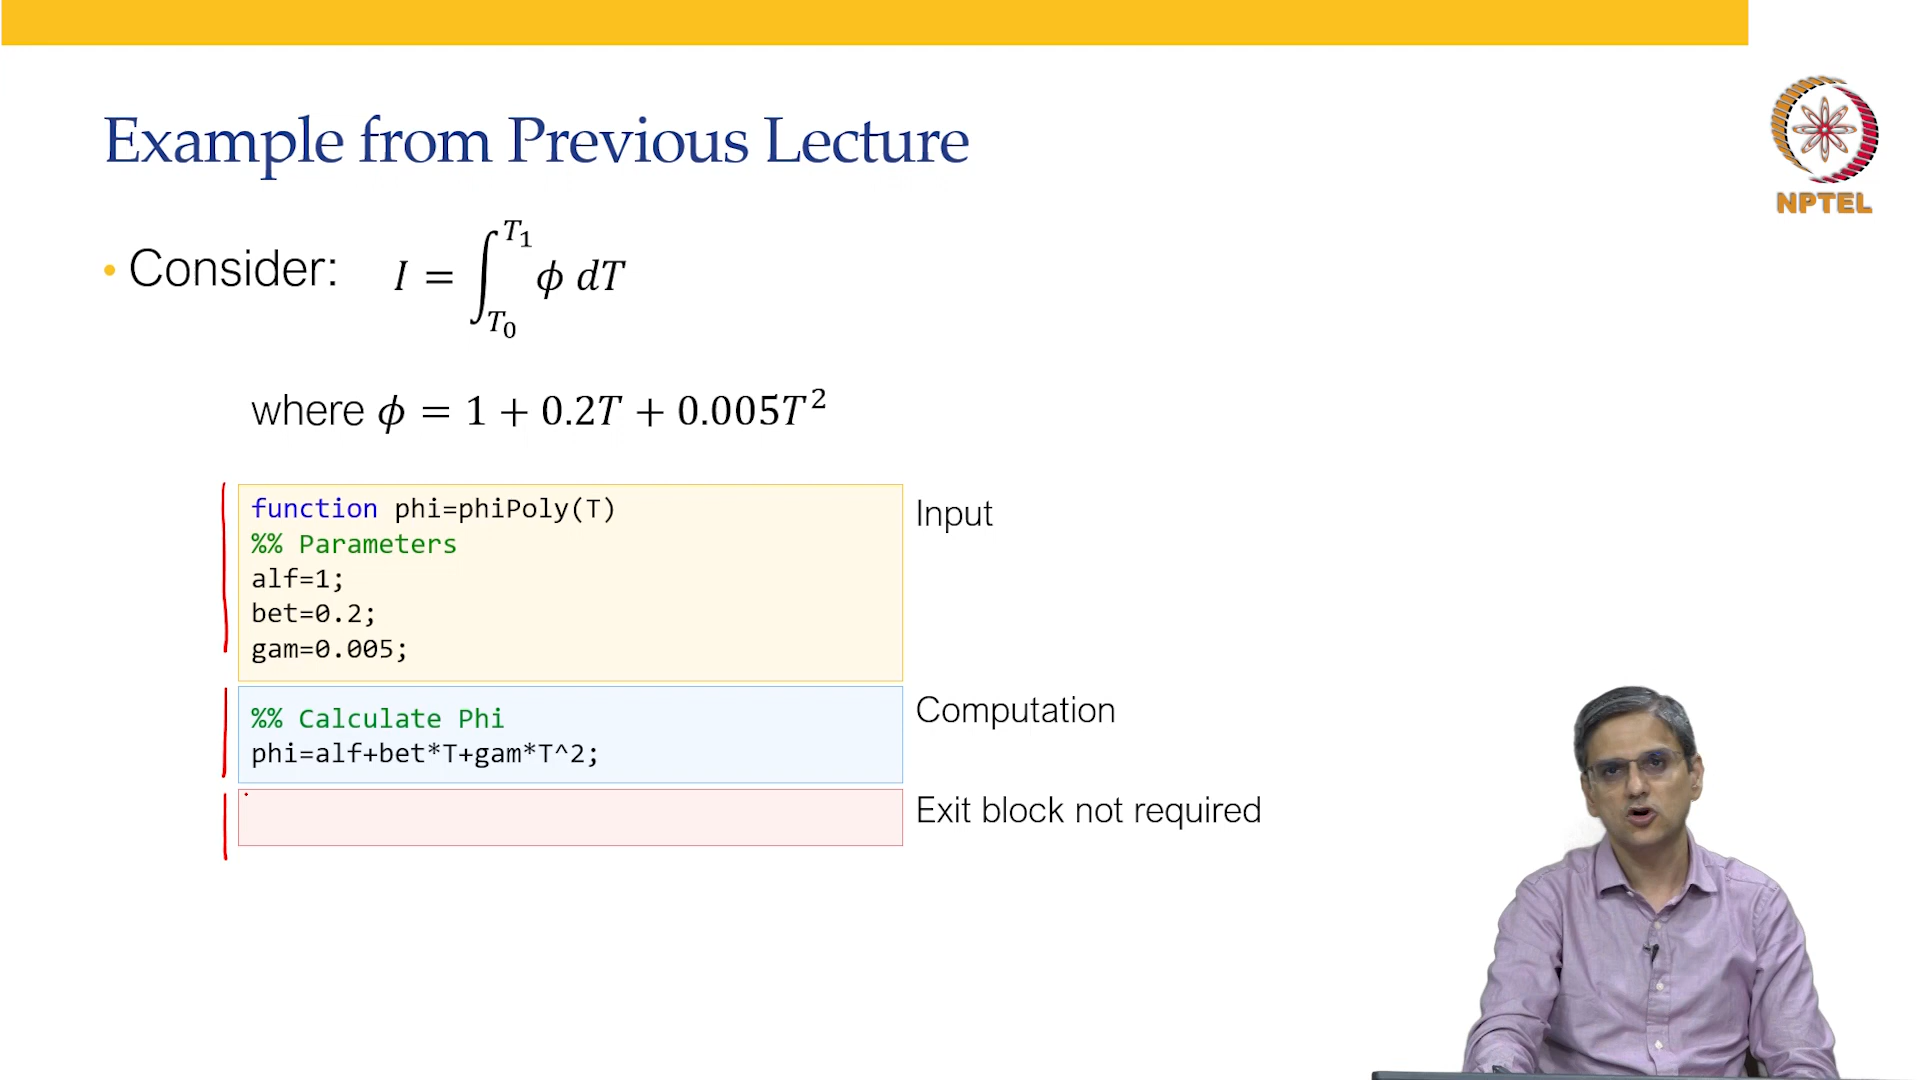 Example from Previous Lecture
NPTEL
• Consider: I = ∫_{T₀}^{T₁} ϕ dT
where ϕ = 1 + 0.2T + 0.005T²
function phi=phiPoly(T)
Input
%% Parameters
alf=1;
bet=0.2;
gam=0.005;
%% Calculate Phi
Computation
phi=alf+bet*T+gam*T^2;
Exit block not required